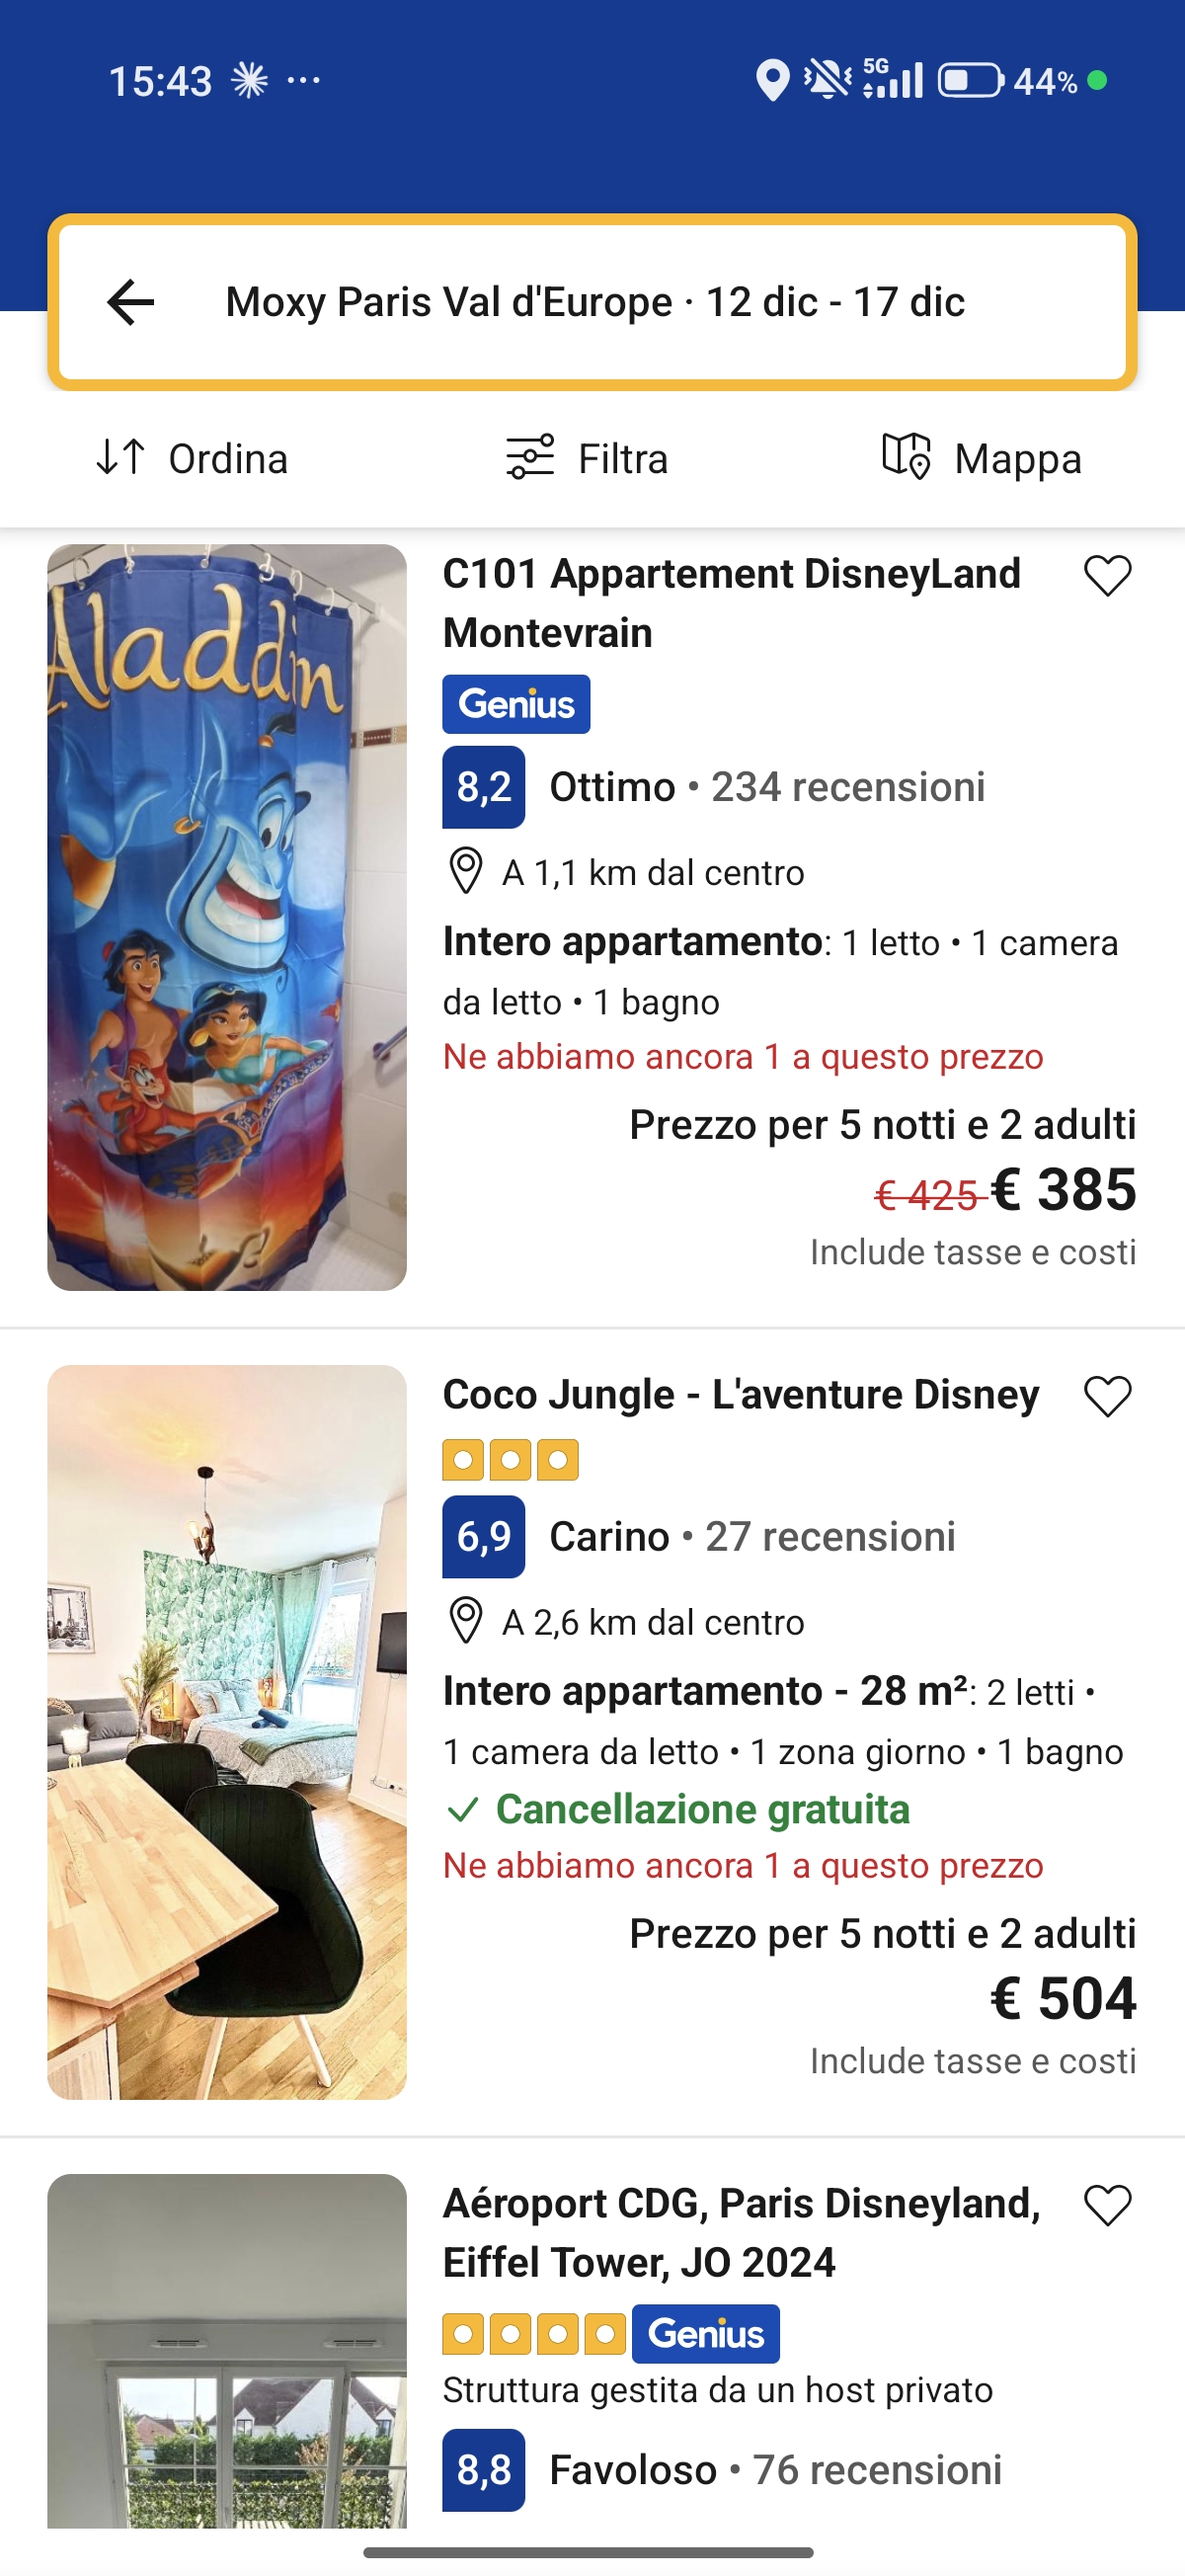 15:43
5G
44%
Moxy Paris Val d'Europe · 12 dic - 17 dic
Ordina
Filtra
Mappa
Aladdin
C101 Appartement DisneyLand
Montevrain
Genius
8,2 Ottimo • 234 recensioni
A 1,1 km dal centro
Intero appartamento: 1 letto • 1 camera
da letto • 1 bagno
Ne abbiamo ancora 1 a questo prezzo
Prezzo per 5 notti e 2 adulti
€ 425 € 385
Include tasse e costi
Coco Jungle - L'aventure Disney
6,9 Carino • 27 recensioni
A 2,6 km dal centro
Intero appartamento - 28 m²: 2 letti •
1 camera da letto • 1 zona giorno • 1 bagno
Cancellazione gratuita
Ne abbiamo ancora 1 a questo prezzo
Prezzo per 5 notti e 2 adulti
€ 504
Include tasse e costi
Aéroport CDG, Paris Disneyland,
Eiffel Tower, JO 2024
Genius
Struttura gestita da un host privato
8,8 Favoloso • 76 recensioni